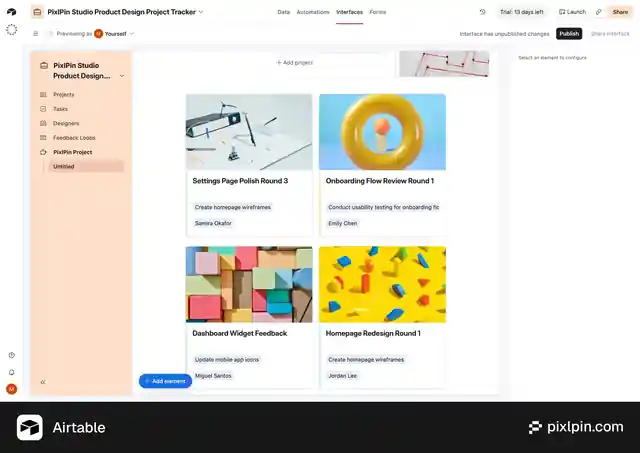 PixlPin Studio Product Design Project Tracker
Data
Automations
Interfaces
Forms
Trial: 13 days left
Launch
Share
Previewing as M Yourself
Interface has unpublished changes
Publish
Share interface
PixlPin Studio
Product Design...
Projects
Tasks
Designers
Feedback Loops
PixlPin Project
Untitled
+ Add project
Settings Page Polish Round 3
Create homepage wireframes
Samira Okafor
Onboarding Flow Review Round 1
Conduct usability testing for onboarding flo
Emily Chen
Dashboard Widget Feedback
Update mobile app icons
Miguel Santos
Homepage Redesign Round 1
Create homepage wireframes
Jordan Lee
Select an element to configure
+ Add element
M
Airtable
pixlpin.com